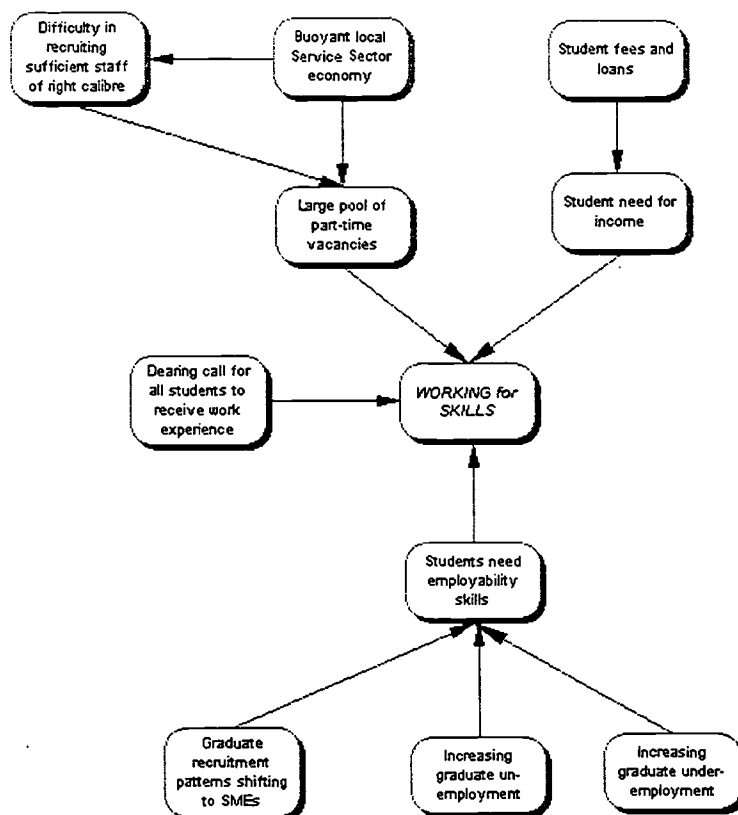 Difficulty in
recruiting
sufficient staff
of right calibre
Buoyant local
Service Sector
economy
Student fees and
loans
Large pool of
part-time
vacancies
Student need for
income
Dearing call for
all students to
receive work
experience
WORKING for
SKILLS
Students need
employability
skills
Graduate
recruitment
patterns shifting
to SMEs
Increasing
graduate un-
employment
Increasing
graduate under-
employment